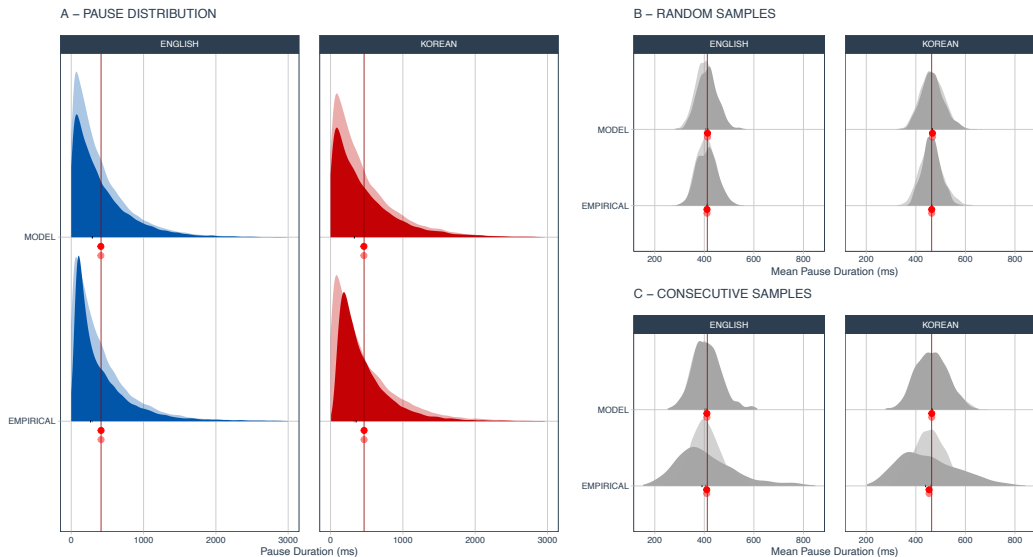 A – PAUSE DISTRIBUTION
ENGLISH KOREAN
MODEL
EMPIRICAL
0 1000 2000 3000 0 1000 2000 3000
Pause Duration (ms)
B – RANDOM SAMPLES
ENGLISH KOREAN
MODEL
EMPIRICAL
200 400 600 800 200 400 600 800
Mean Pause Duration (ms)
C – CONSECUTIVE SAMPLES
ENGLISH KOREAN
MODEL
EMPIRICAL
200 400 600 800 200 400 600 800
Mean Pause Duration (ms)